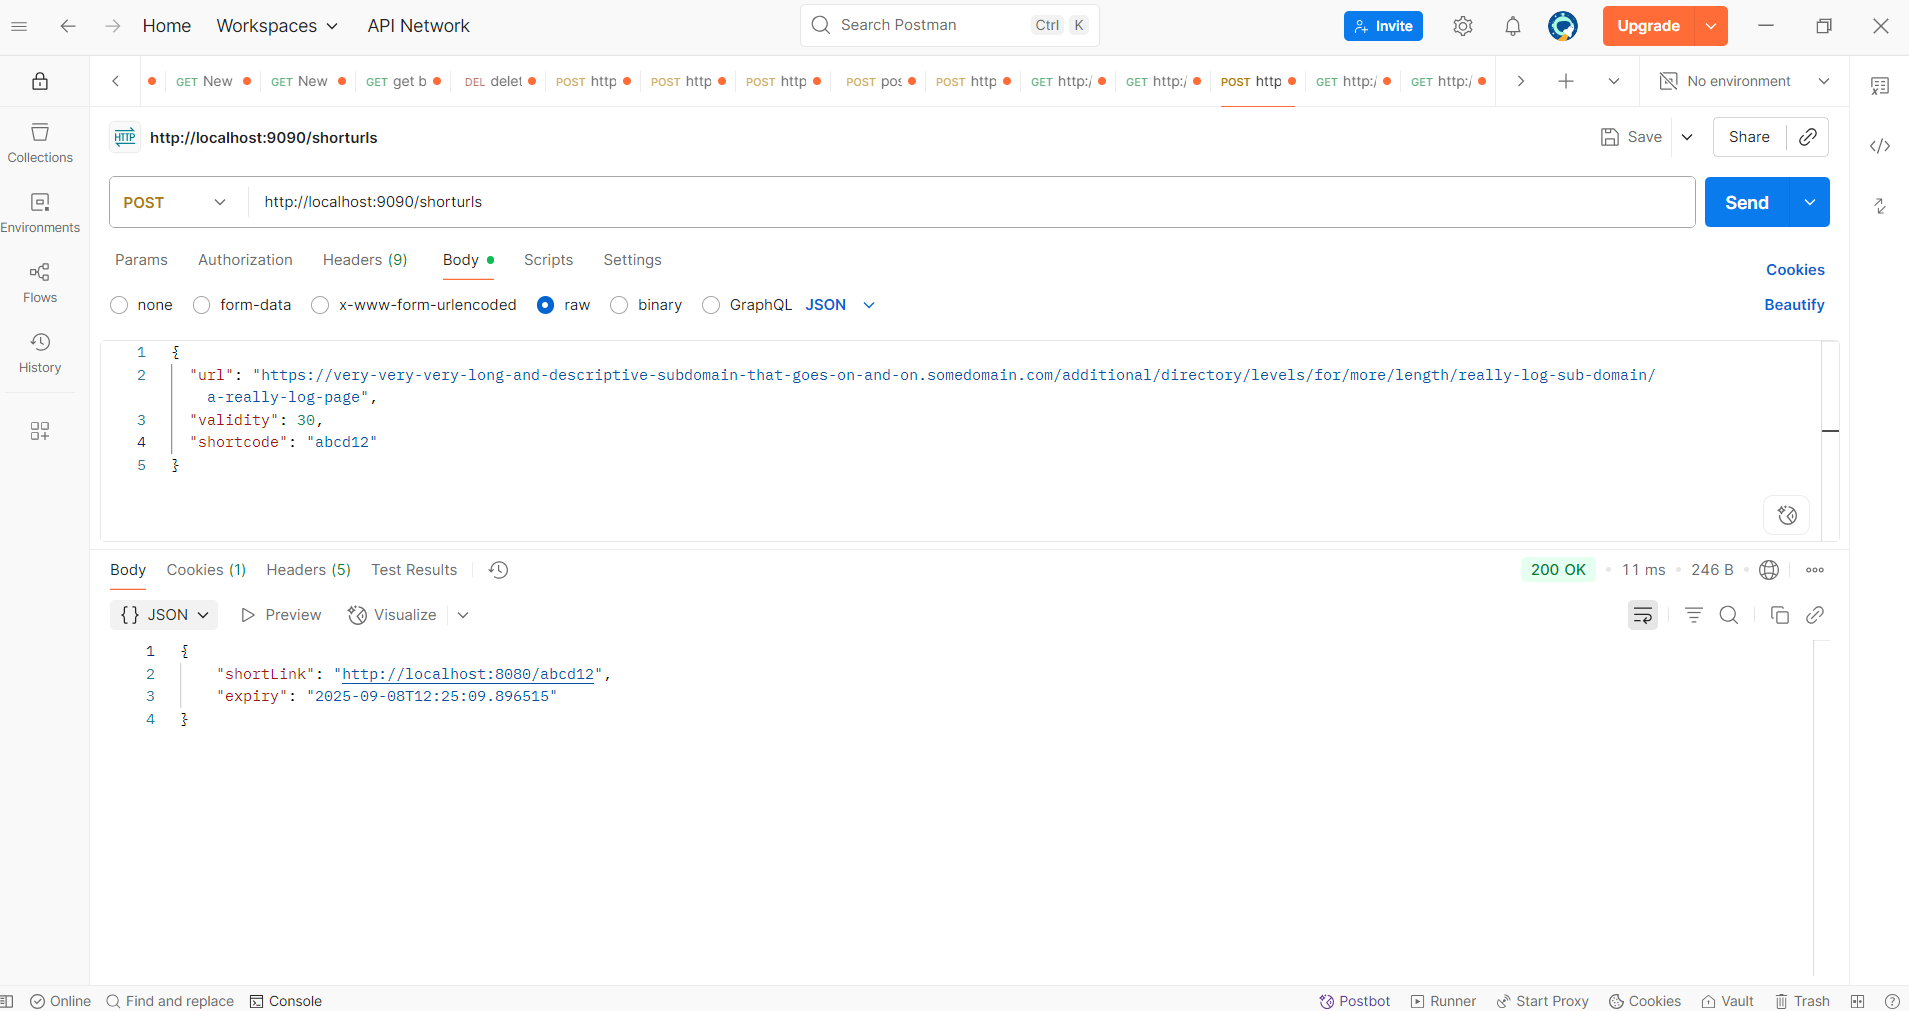 Home Workspaces API Network Search Postman Ctrl K Invite Upgrade
GET New GET New GET get b DEL delet POST http POST http POST http POST pos POST http GET http:/ GET http:/ POST http GET http:/ GET http:/ No environment
HTTP http://localhost:9090/shorturls Save Share
Collections
POST http://localhost:9090/shorturls Send
Environments
Params Authorization Headers (9) Body Scripts Settings Cookies
Flows
none form-data x-www-form-urlencoded raw binary GraphQL JSON Beautify
History
1 {
2 "url": "https://very-very-very-long-and-descriptive-subdomain-that-goes-on-and-on.somedomain.com/additional/directory/levels/for/more/length/really-log-sub-domain/
a-really-log-page",
3 "validity": 30,
4 "shortcode": "abcd12"
5 }
Body Cookies (1) Headers (5) Test Results 200 OK 11 ms 246 B
{} JSON Preview Visualize
1 {
2 "shortLink": "http://localhost:8080/abcd12",
3 "expiry": "2025-09-08T12:25:09.896515"
4 }
Online Find and replace Console Postbot Runner Start Proxy Cookies Vault Trash